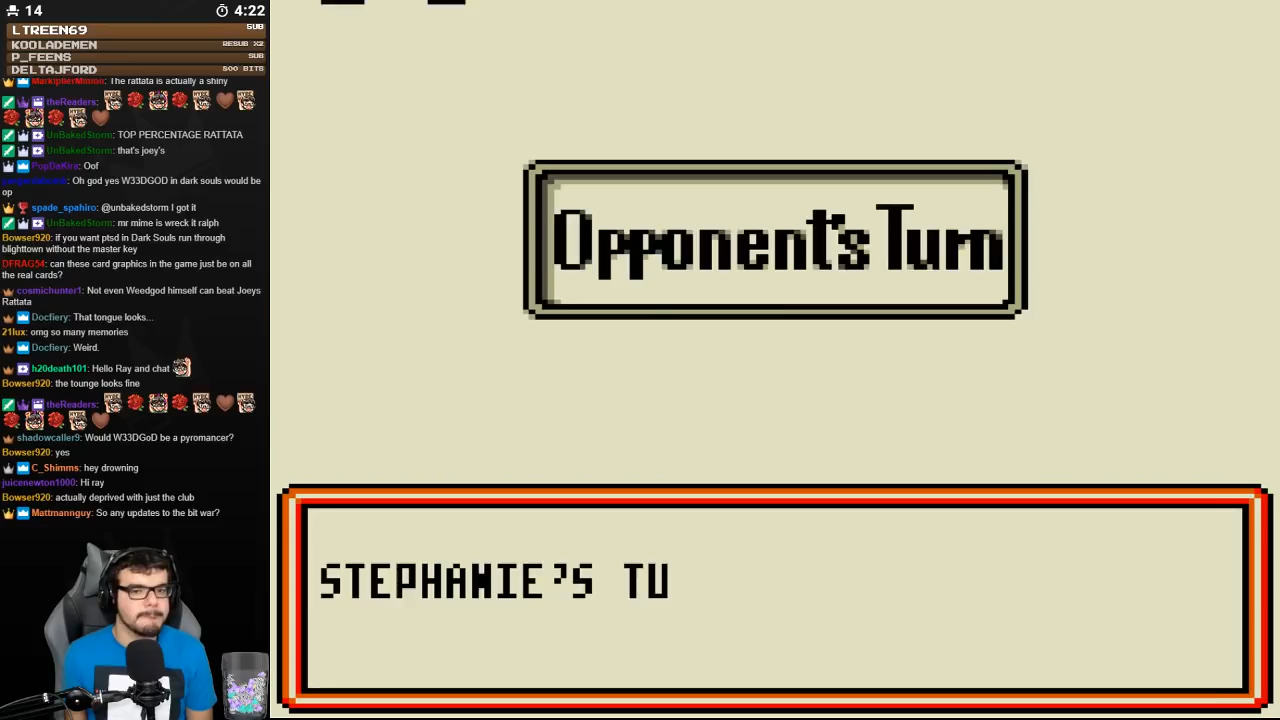 14
4:22
LTREEN69 SUB
KOOLADEMEN RESUB X2
P_FEENS SUB
DELTAJFORD 500 BITS
MarkiplierMinion: The rattata is actually a shiny
theReaders:
UnBakedStorm: TOP PERCENTAGE RATTATA
UnBakedStorm: that's joey's
PopDaKira: Oof
Oh god yes W33DGOD in dark souls would be
op
spade_spahiro: @unbakedstorm I got it
UnBakedStorm: mr mime is wreck it ralph
Bowser920: if you want ptsd in Dark Souls run through
blighttown without the master key
DFRAG54: can these card graphics in the game just be on all
the real cards?
cosmichunter1: Not even Weedgod himself can beat Joeys
Rattata
Docfiery: That tongue looks...
21lux: omg so many memories
Docfiery: Weird.
h20death101: Hello Ray and chat
Bowser920: the tounge looks fine
theReaders:
shadowcaller9: Would W33DGoD be a pyromancer?
Bowser920: yes
C_Shimms: hey drowning
juicenewton1000: Hi ray
Bowser920: actually deprived with just the club
Mattmannguy: So any updates to the bit war?
Opponent's Turn
STEPHANIE'S TU